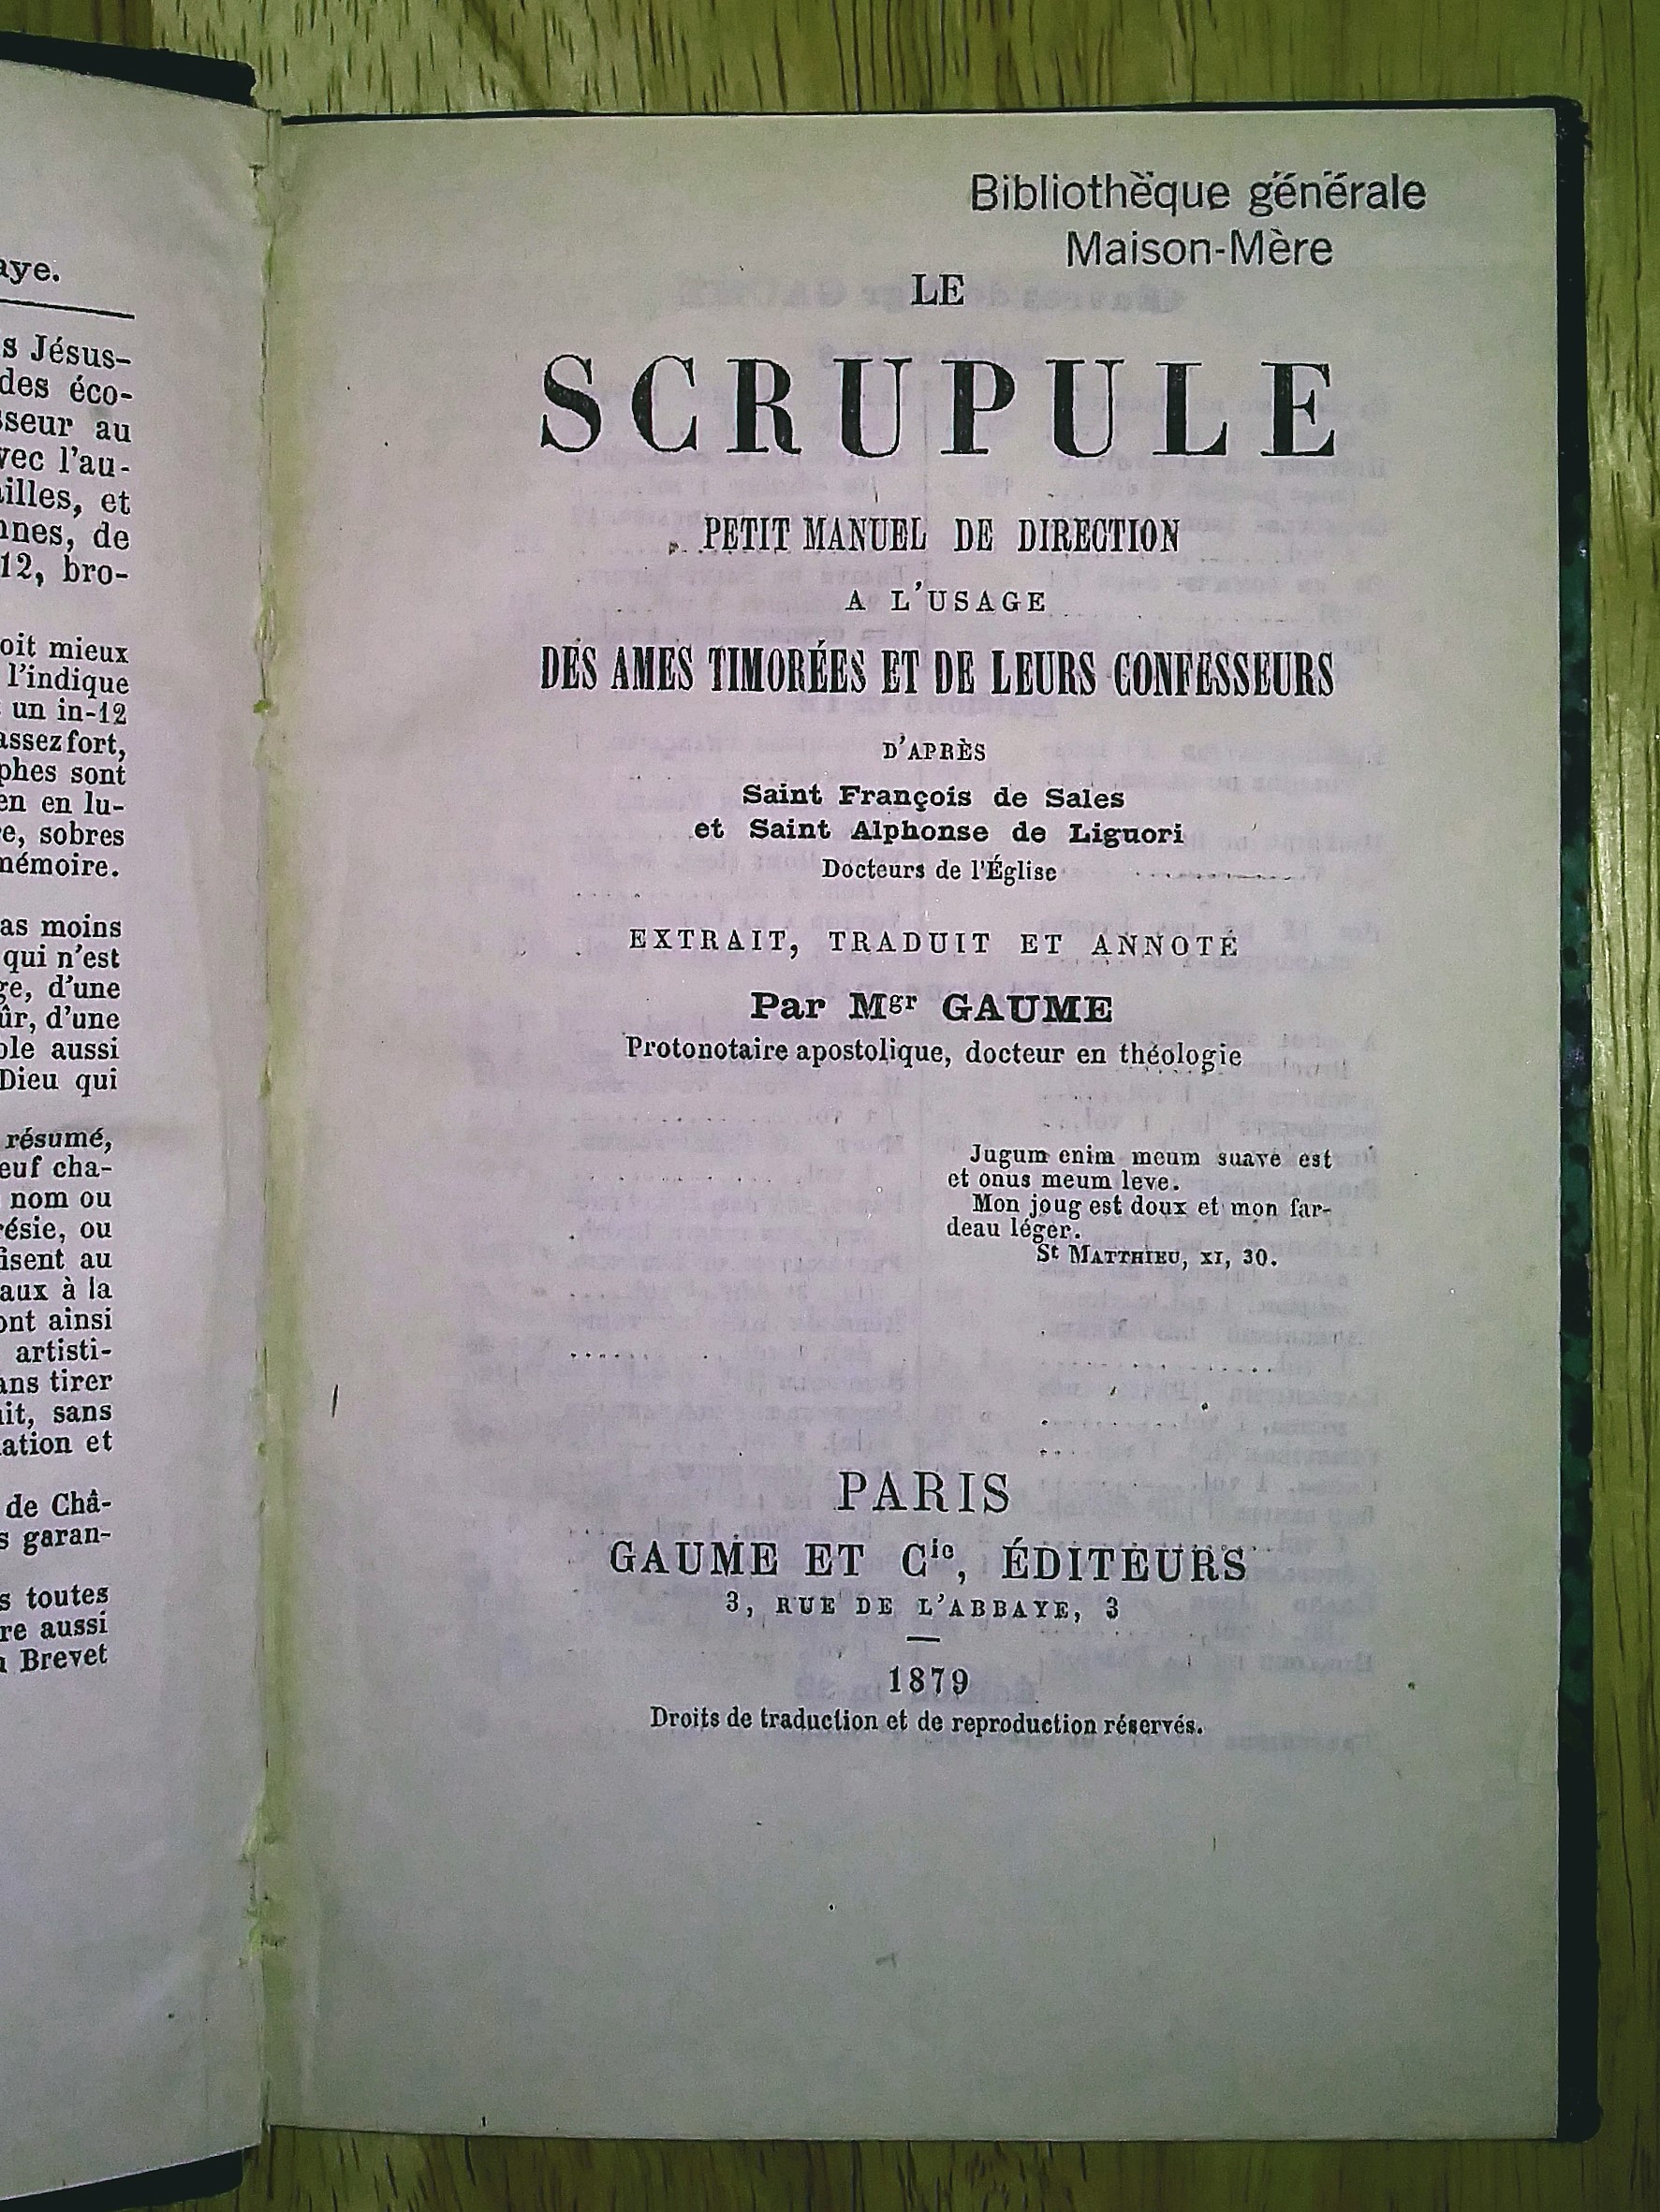 aye.
s Jésus-
des éco-
sseur au
vec l'au-
illes, et
nnes, de
12, bro-
oit mieux
l'indique
un in-12
assez fort,
phes sont
en en lu-
e, sobres
mémoire.
as moins
qui n'est
ge, d'une
ûr, d'une
ble aussi
Dieu qui
résumé,
euf cha-
nom ou
résie, ou
isent au
aux à la
ont ainsi
artisti-
ans tirer
it, sans
ation et
de Châ-
s garan-
s toutes
re aussi
Brevet
Bibliothèque générale
Maison-Mère
LE
SCRUPULE
PETIT MANUEL DE DIRECTION
A L'USAGE
DES AMES TIMORÉES ET DE LEURS CONFESSEURS
D'APRÈS
Saint François de Sales
et Saint Alphonse de Liguori
Docteurs de l'Église
EXTRAIT, TRADUIT ET ANNOTÉ
Par Mgr GAUME
Protonotaire apostolique, docteur en théologie
Jugum enim meum suave est
et onus meum leve.
Mon joug est doux et mon far-
deau léger.
St MATTHIEU, XI, 30.
PARIS
GAUME ET Cie, ÉDITEURS
3, RUE DE L'ABBAYE, 3
1879
Droits de traduction et de reproduction réservés.